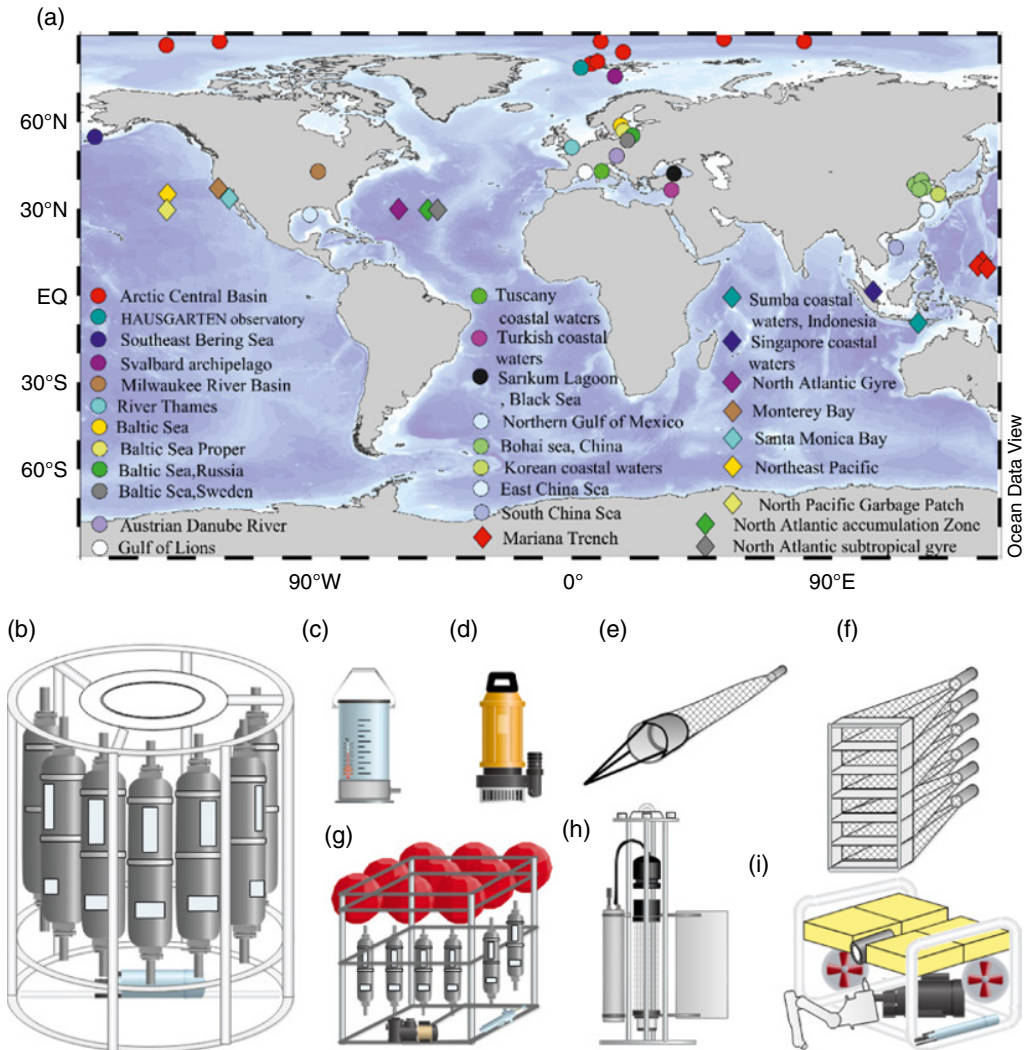 (a)
60°N
30°N
EQ
30°S
60°S
Arctic Central Basin
HAUSGARTEN observatory
Southeast Bering Sea
Svalbard archipelago
Milwaukee River Basin
River Thames
Baltic Sea
Baltic Sea Proper
Baltic Sea,Russia
Baltic Sea,Sweden
Austrian Danube River
Gulf of Lions
Tuscany
coastal waters
Turkish coastal
waters
Sarıkum Lagoon
, Black Sea
Northern Gulf of Mexico
Bohai sea, China
Korean coastal waters
East China Sea
South China Sea
Mariana Trench
Sumba coastal
waters, Indonesia
Singapore coastal
waters
North Atlantic Gyre
Monterey Bay
Santa Monica Bay
Northeast Pacific
North Pacific Garbage Patch
North Atlantic accumulation Zone
North Atlantic subtropical gyre
Ocean Data View
90°W
0°
90°E
(b)
(c)
(d)
(e)
(f)
(g)
(h)
(i)